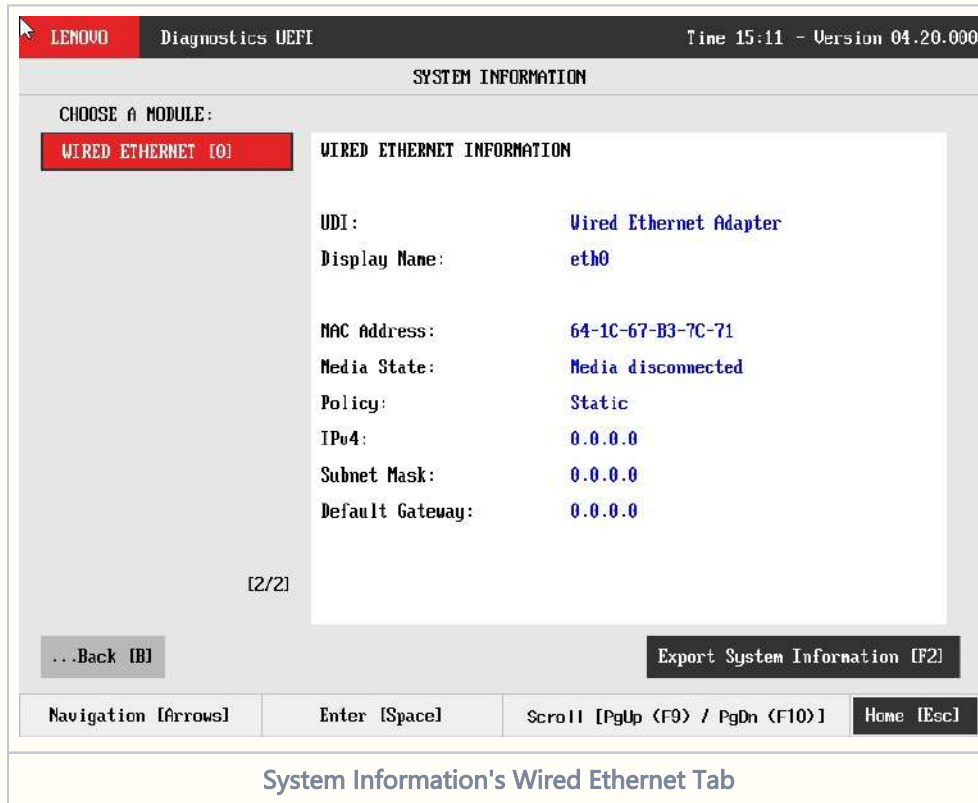 LENOVO Diagnostics UEFI Time 15:11 - Version 04.20.000
SYSTEM INFORMATION
CHOOSE A MODULE:
WIRED ETHERNET [0]
WIRED ETHERNET INFORMATION
UDI: Wired Ethernet Adapter
Display Name: eth0
MAC Address: 64-1C-67-B3-7C-71
Media State: Media disconnected
Policy: Static
IPv4: 0.0.0.0
Subnet Mask: 0.0.0.0
Default Gateway: 0.0.0.0
[2/2]
...Back [B] Export System Information [F2]
Navigation [Arrows] Enter [Space] Scroll [PgUp (F9) / PgDn (F10)] Home [Esc]
System Information's Wired Ethernet Tab